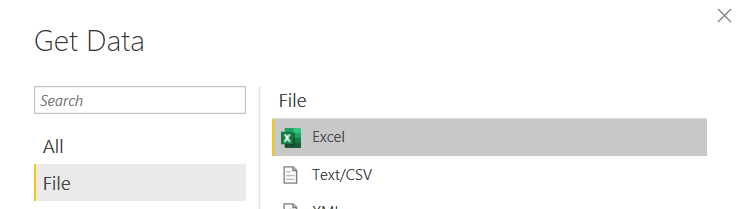 Get Data
Search
All
File
File
Excel
Text/CSV